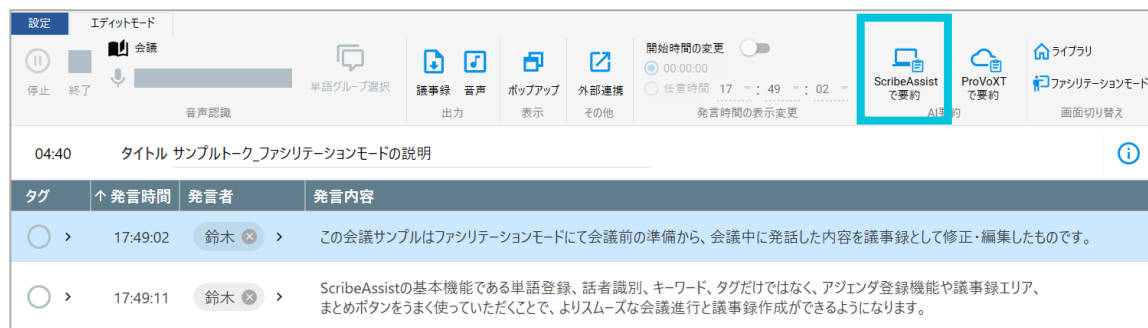 設定 エディットモード
会議
停止 終了
音声認識
単語グループ選択
議事録 音声
出力
ポップアップ
表示
外部連携
その他
開始時間の変更
00:00:00
任意時間 17 : 49 : 02
発言時間の表示変更
ScribeAssist
で要約
ProVoXT
で要約
AI要約
ライブラリ
ファシリテーションモード
画面切り替え
04:40 タイトル サンプルトーク_ファシリテーションモードの説明
タグ ↑発言時間 発言者 発言内容
17:49:02 鈴木 この会議サンプルはファシリテーションモードにて会議前の準備から、会議中に発話した内容を議事録として修正・編集したものです。
17:49:11 鈴木 ScribeAssistの基本機能である単語登録、話者識別、キーワード、タグだけではなく、アジェンダ登録機能や議事録エリア、
まとめボタンをうまく使っていただくことで、よりスムーズな会議進行と議事録作成ができるようになります。